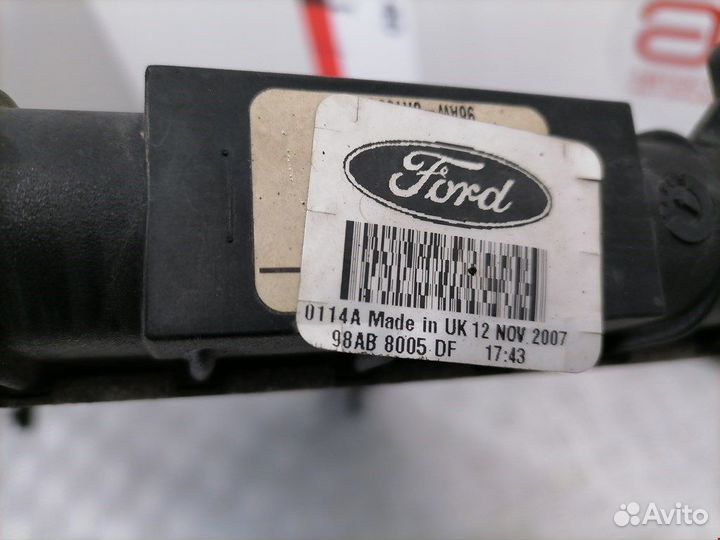 Ford
0114A Made in UK 12 NOV 2007
98AB 8005 DF 17:43
Avito